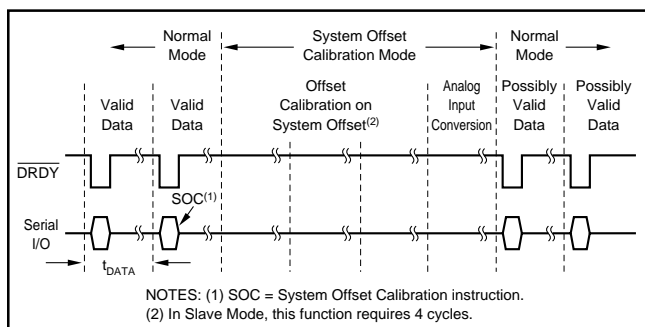 Normal
Mode
System Offset
Calibration Mode
Normal
Mode
Valid
Data
Valid
Data
Offset
Calibration on
System Offset(2)
Analog
Input
Conversion
Possibly
Valid
Data
Possibly
Valid
Data
DRDY
SOC(1)
Serial
I/O
tDATA
NOTES: (1) SOC = System Offset Calibration instruction.
(2) In Slave Mode, this function requires 4 cycles.